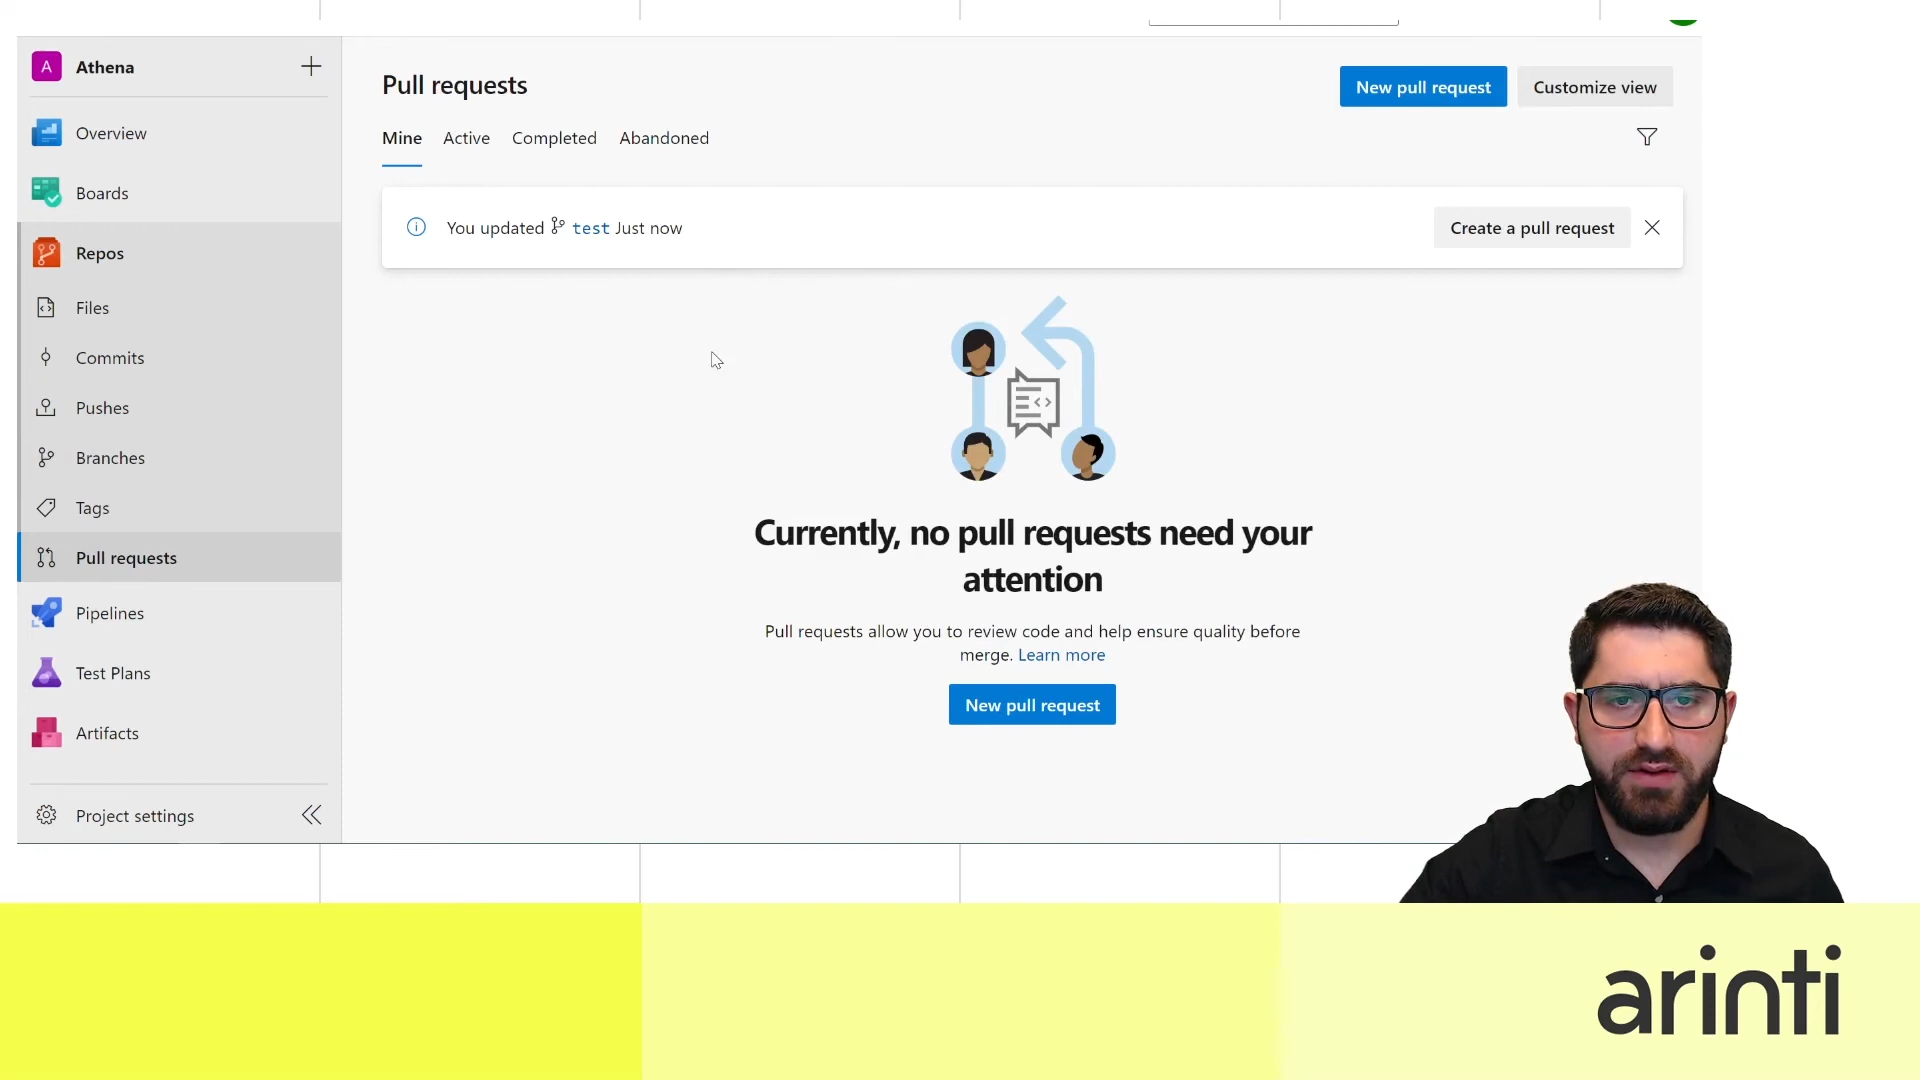 A Athena
Overview
Boards
Repos
Files
Commits
Pushes
Branches
Tags
Pull requests
Pipelines
Test Plans
Artifacts
Project settings
Pull requests
New pull request
Customize view
Mine Active Completed Abandoned
You updated test Just now
Create a pull request
Currently, no pull requests need your
attention
Pull requests allow you to review code and help ensure quality before
merge. Learn more
New pull request
arinti